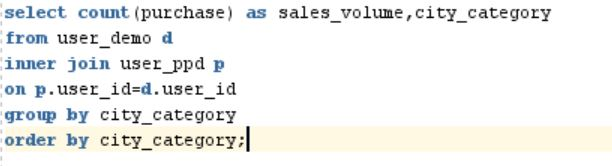 select count(purchase) as sales_volume,city_category
from user_demo d
inner join user_ppd p
on p.user_id=d.user_id
group by city_category
order by city_category;